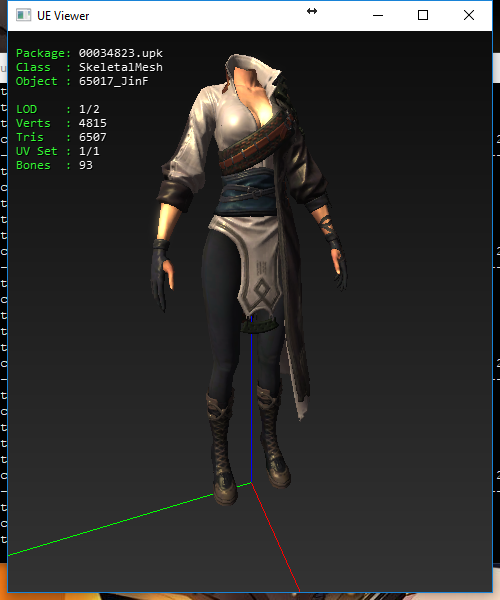 UE Viewer
Package: 00034823.upk
Class : SkeletalMesh
Object : 65017_JinF
LOD : 1/2
Verts : 4815
Tris : 6507
UV Set : 1/1
Bones : 93